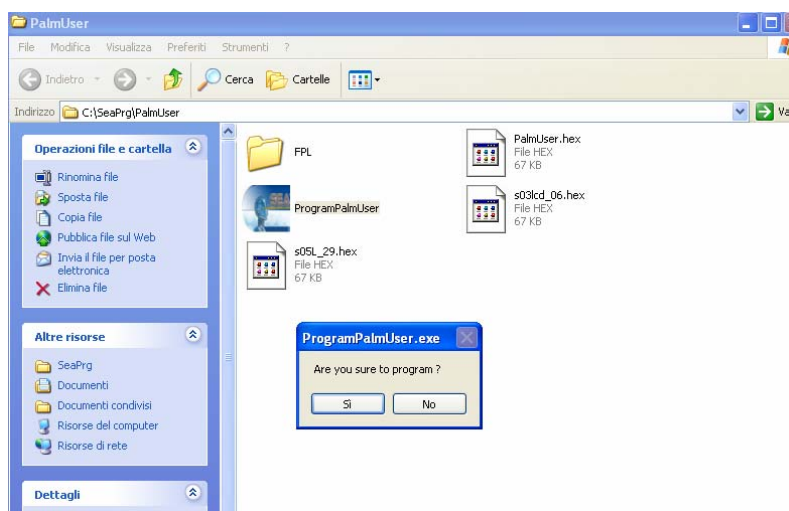 PalmUser
File Modifica Visualizza Preferiti Strumenti ?
Indietro Cerca Cartelle
Indirizzo C:\SeaPrg\PalmUser Va
Operazioni file e cartella
Rinomina file
Sposta file
Copia file
Pubblica file sul Web
Invia il file per posta
elettronica
Elimina file
Altre risorse
SeaPrg
Documenti
Documenti condivisi
Risorse del computer
Risorse di rete
Dettagli
FPL
PalmUser.hex
File HEX
67 KB
ProgramPalmUser
s03lcd_06.hex
File HEX
67 KB
s05L_29.hex
File HEX
67 KB
ProgramPalmUser.exe
Are you sure to program ?
Sì No